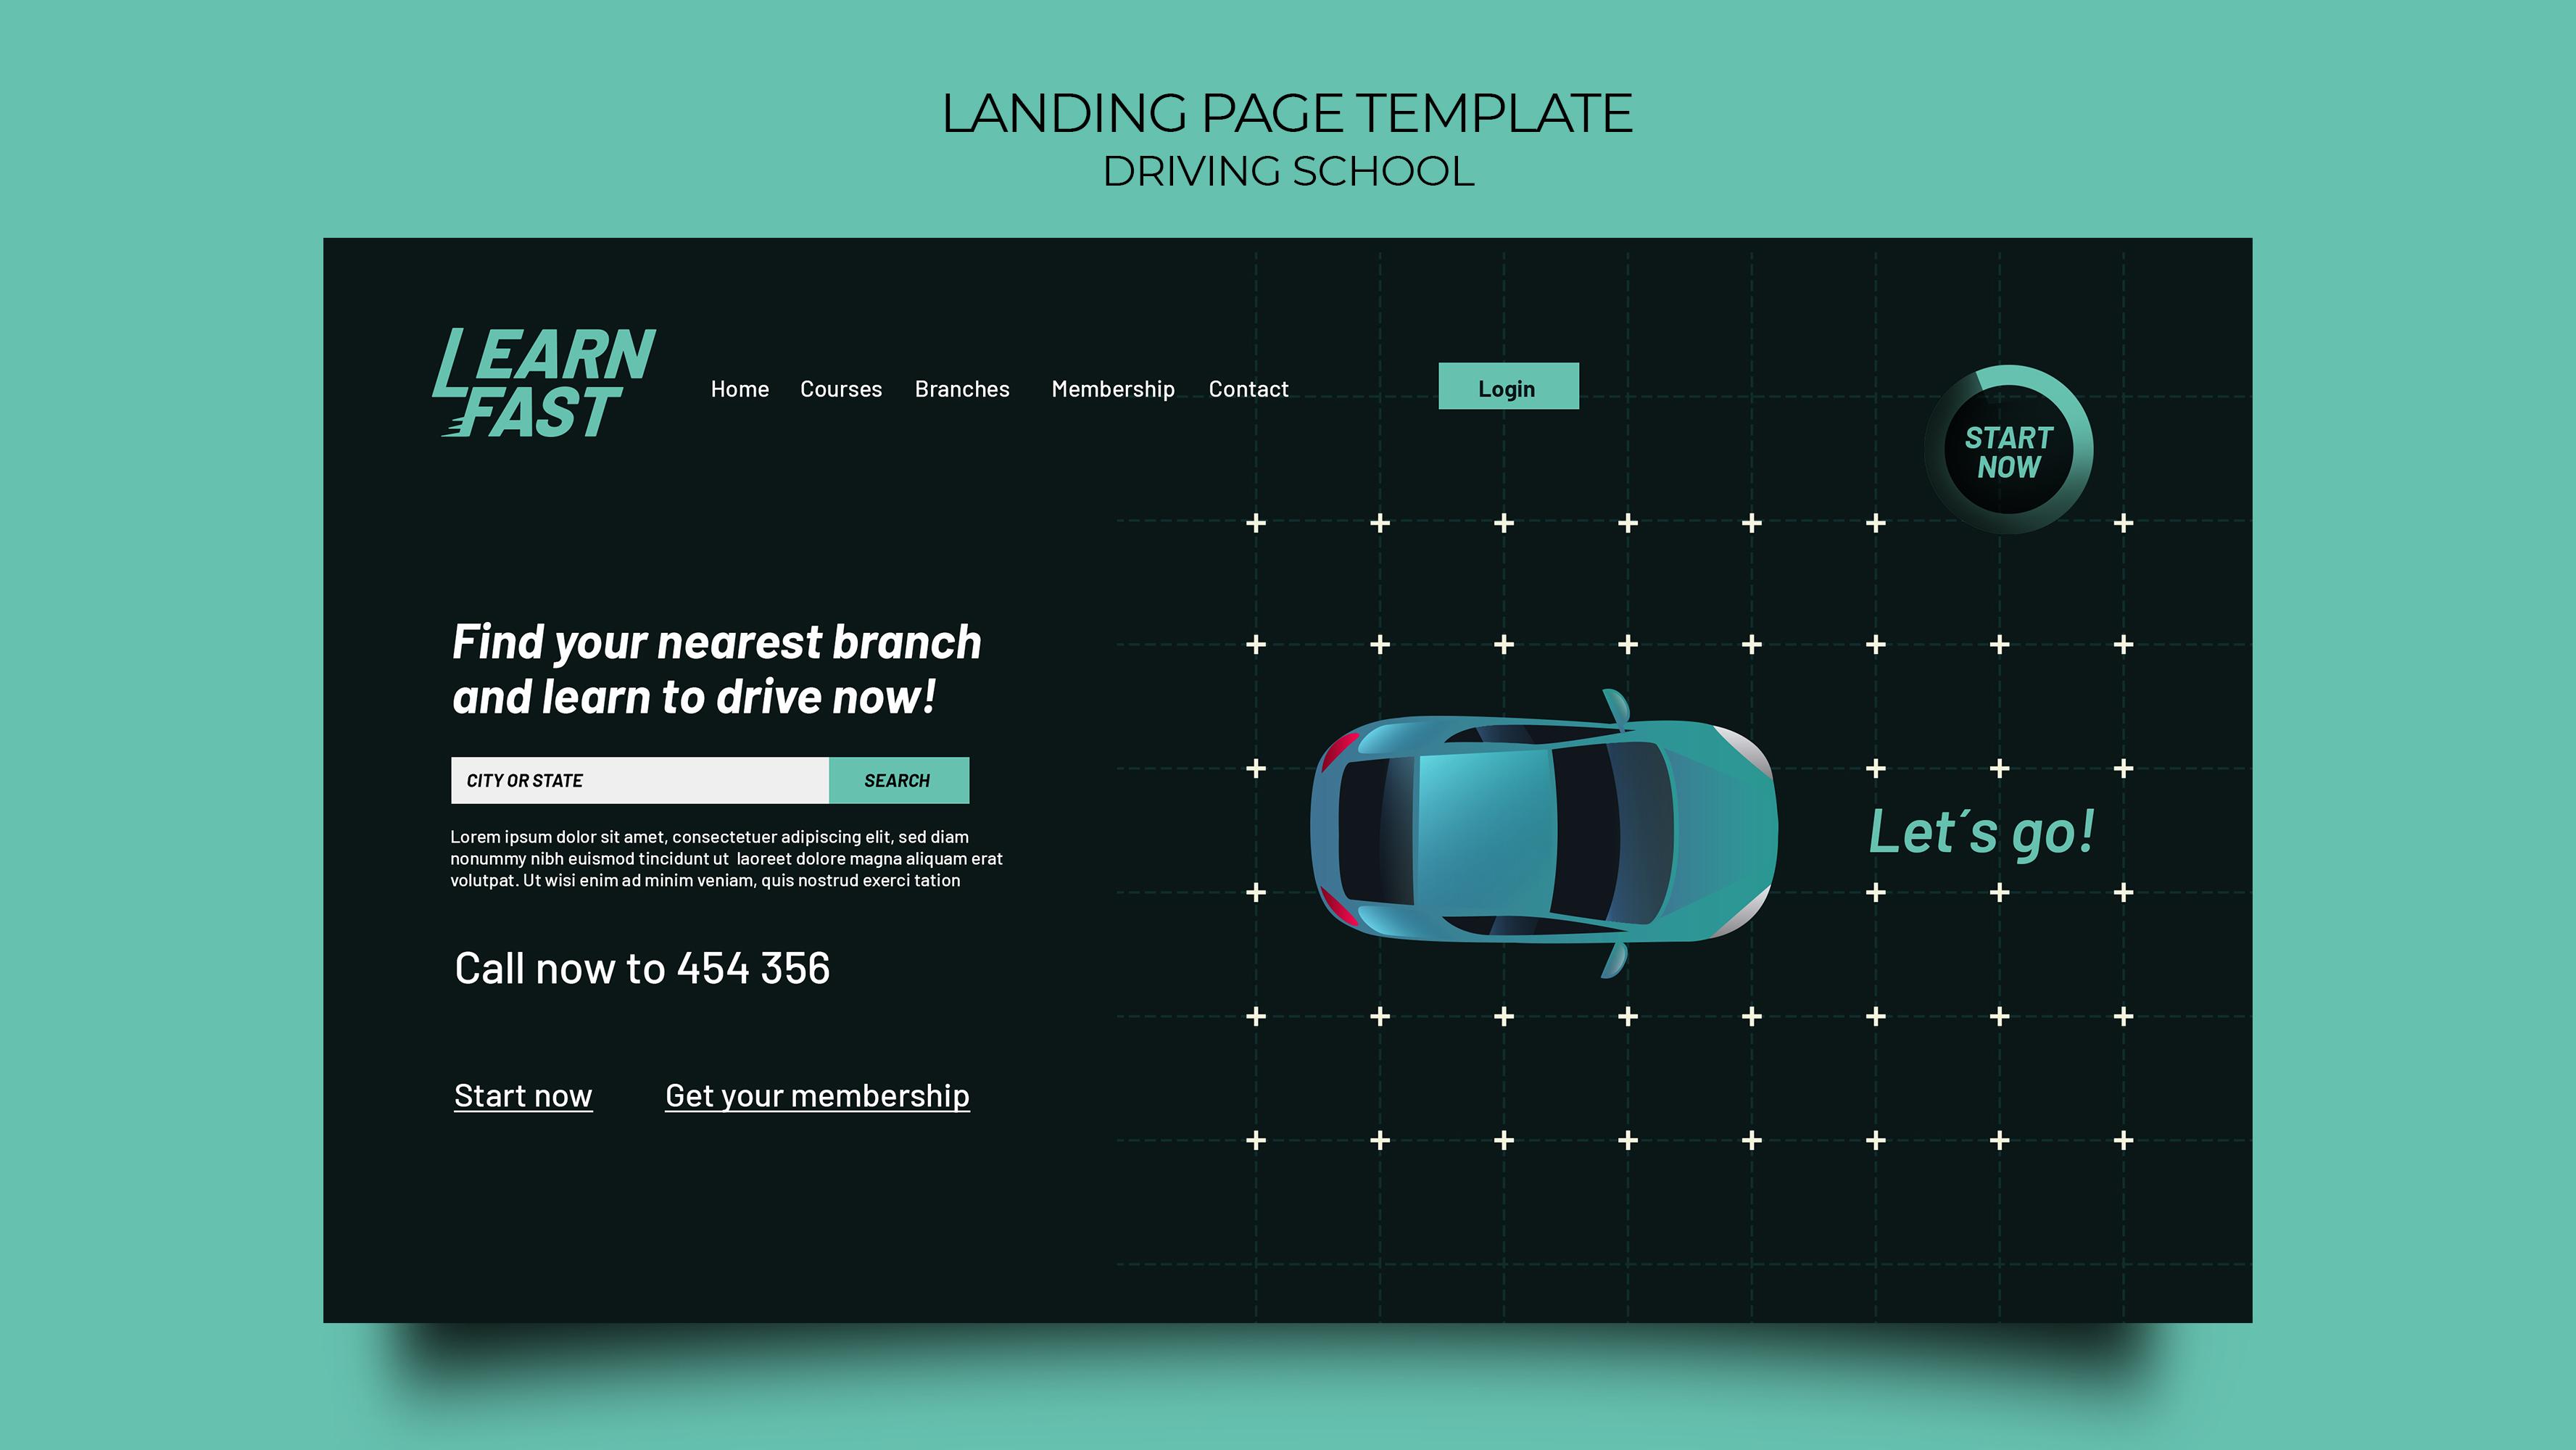 LANDING PAGE TEMPLATE
DRIVING SCHOOL
LEARN
FAST
Home Courses Branches Membership Contact
Login
START
NOW
Find your nearest branch
and learn to drive now!
CITY OR STATE
SEARCH
Lorem ipsum dolor sit amet, consectetuer adipiscing elit, sed diam
nonummy nibh euismod tincidunt ut laoreet dolore magna aliquam erat
volutpat. Ut wisi enim ad minim veniam, quis nostrud exerci tation
Let´s go!
Call now to 454 356
Start now
Get your membership